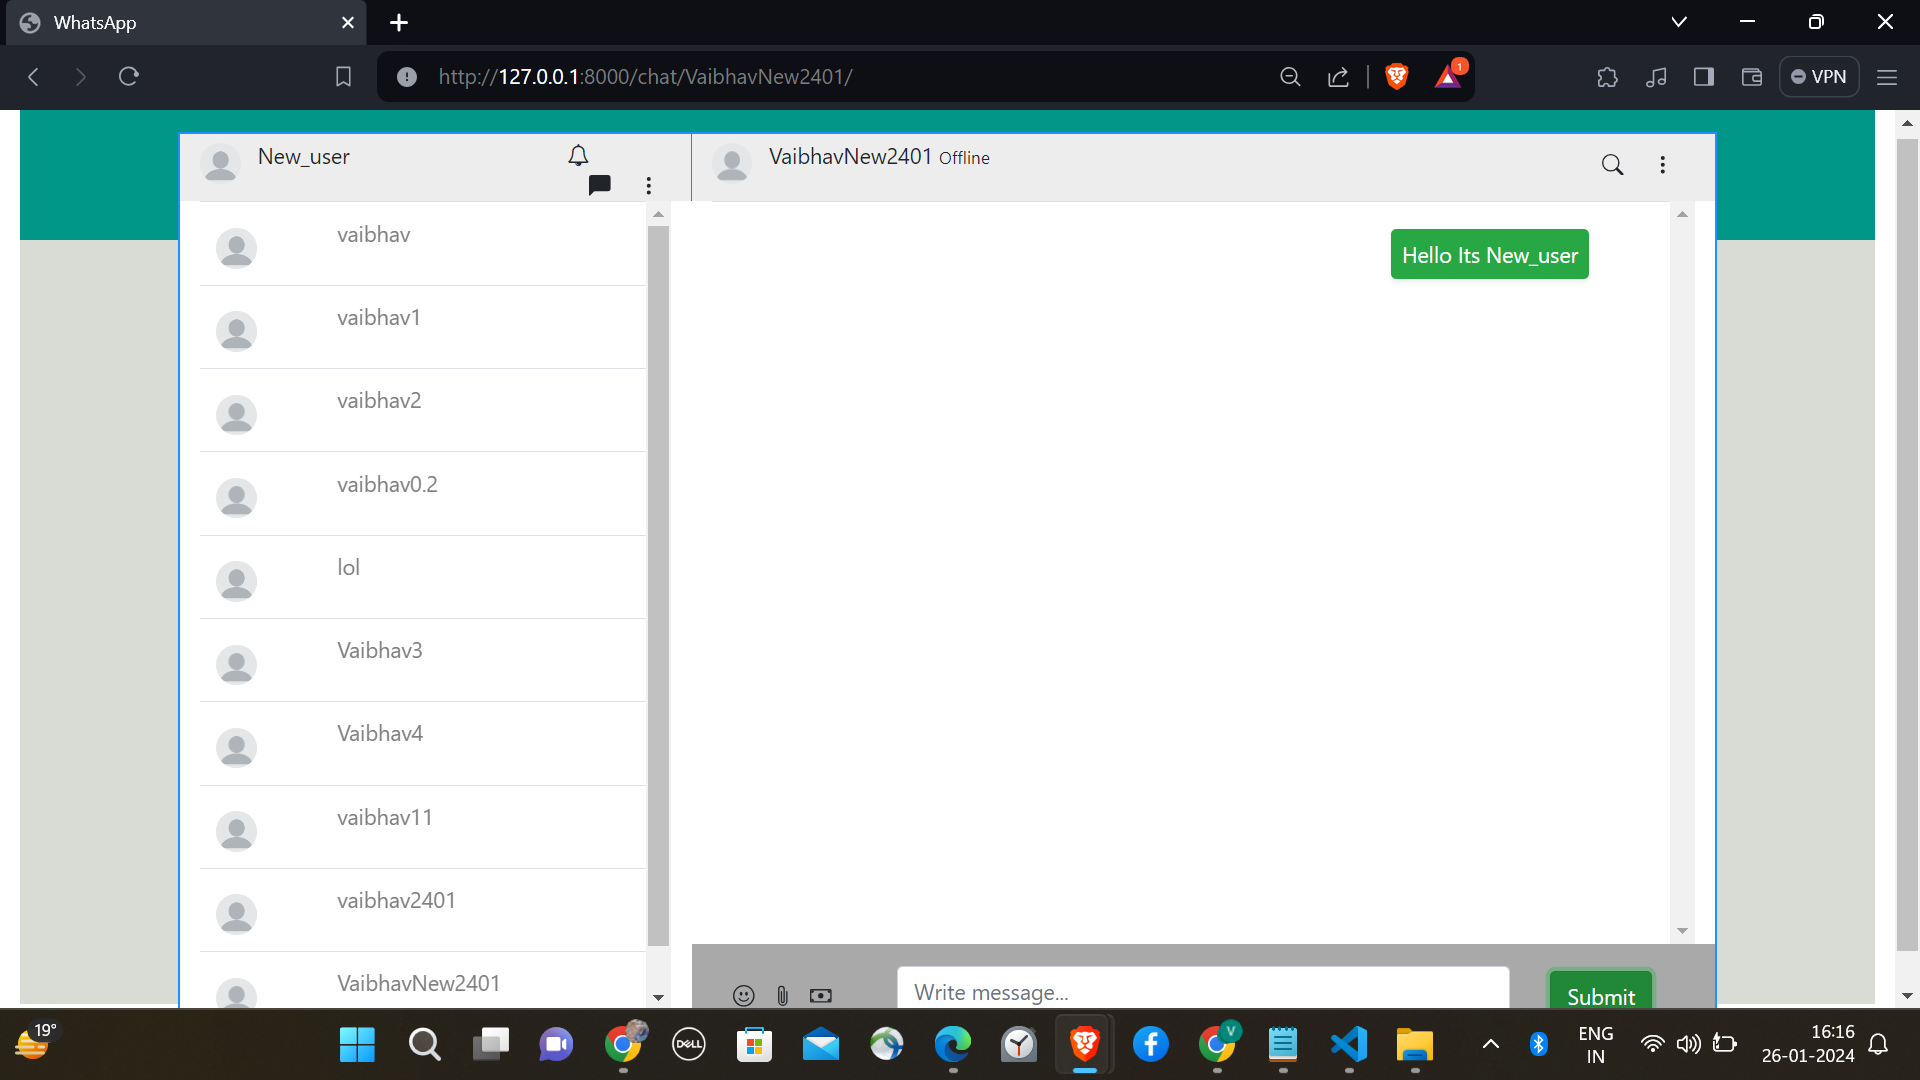 WhatsApp
http://127.0.0.1:8000/chat/VaibhavNew2401/
1
VPN
New_user
VaibhavNew2401 Offline
vaibhav
Hello Its New_user
vaibhav1
vaibhav2
vaibhav0.2
lol
Vaibhav3
Vaibhav4
vaibhav11
vaibhav2401
VaibhavNew2401
Write message...
Submit
19°
DELL
V
ENG
IN
16:16
26-01-2024